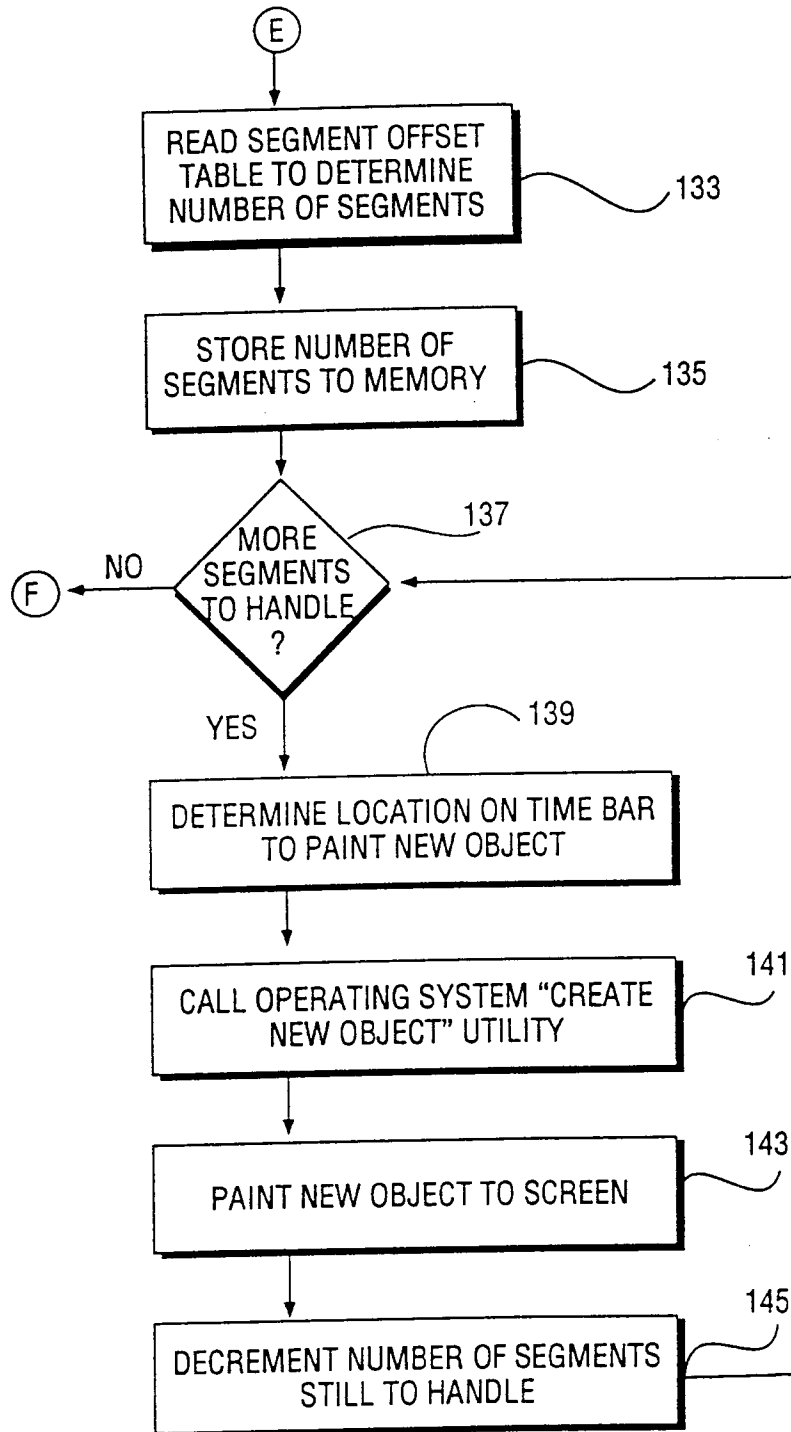 E
READ SEGMENT OFFSET
TABLE TO DETERMINE
NUMBER OF SEGMENTS
133
STORE NUMBER OF
SEGMENTS TO MEMORY
135
137
MORE
SEGMENTS
TO HANDLE
?
NO
F
YES
139
DETERMINE LOCATION ON TIME BAR
TO PAINT NEW OBJECT
141
CALL OPERATING SYSTEM “CREATE
NEW OBJECT” UTILITY
143
PAINT NEW OBJECT TO SCREEN
145
DECREMENT NUMBER OF SEGMENTS
STILL TO HANDLE